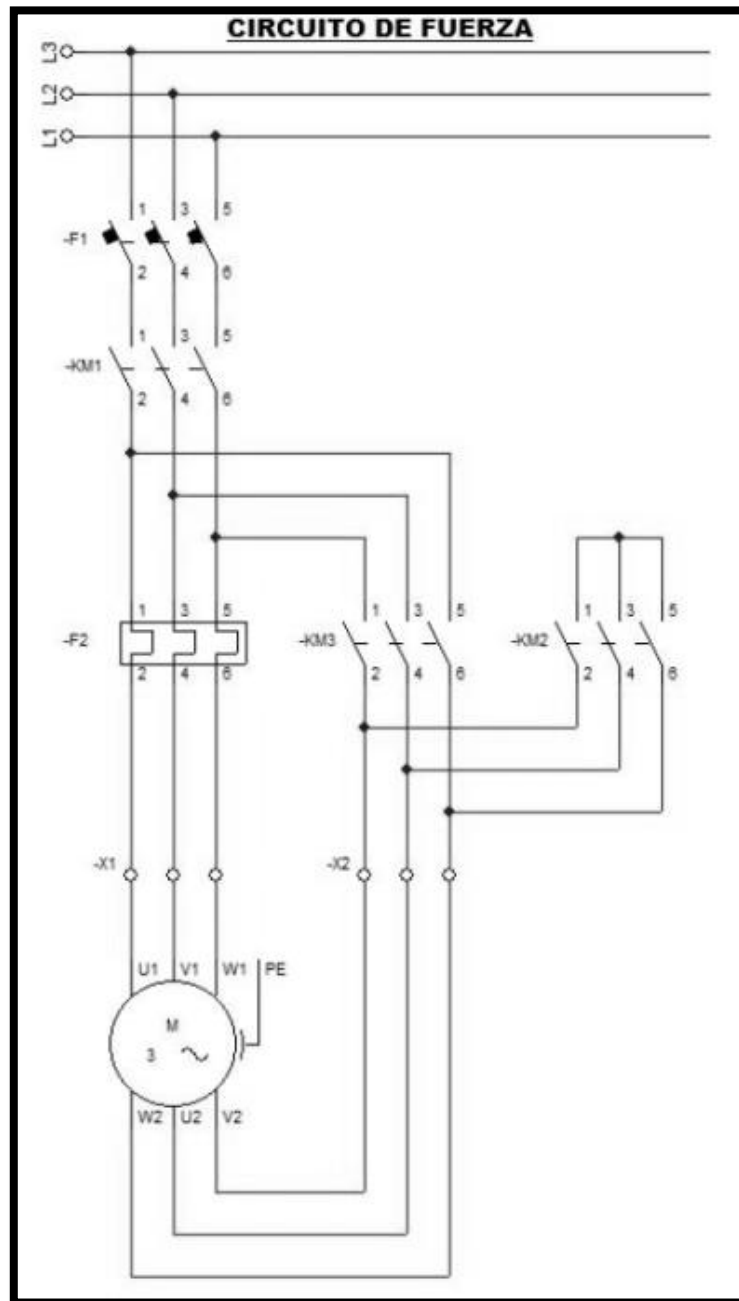 CIRCUITO DE FUERZA
L3
L2
L1
1 3 5
-F1
2 4 6
1 3 5
-KM1
2 4 6
1 3 5 1 3 5 1 3 5
-F2 -KM3 -KM2
2 4 6 2 4 6 2 4 6
-X1 -X2
U1 V1 W1 PE
M
3
W2 U2 V2